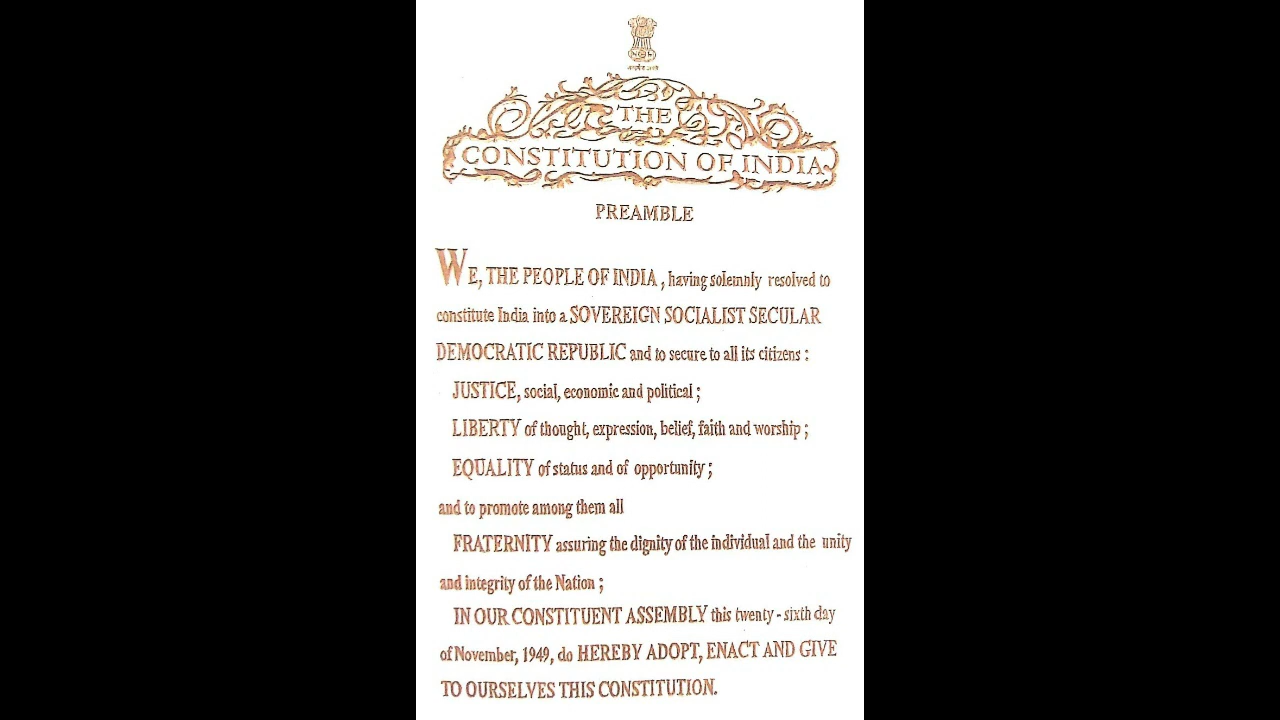 THE
CONSTITUTION OF INDIA
PREAMBLE
WE, THE PEOPLE OF INDIA , having solemnly resolved to
constitute India into a SOVEREIGN SOCIALIST SECULAR
DEMOCRATIC REPUBLIC and to secure to all its citizens :
JUSTICE, social, economic and political ;
LIBERTY of thought, expression, belief, faith and worship ;
EQUALITY of status and of opportunity ;
and to promote among them all
FRATERNITY assuring the dignity of the individual and the unity
and integrity of the Nation ;
IN OUR CONSTITUENT ASSEMBLY this twenty - sixth day
of November, 1949, do HEREBY ADOPT, ENACT AND GIVE
TO OURSELVES THIS CONSTITUTION.